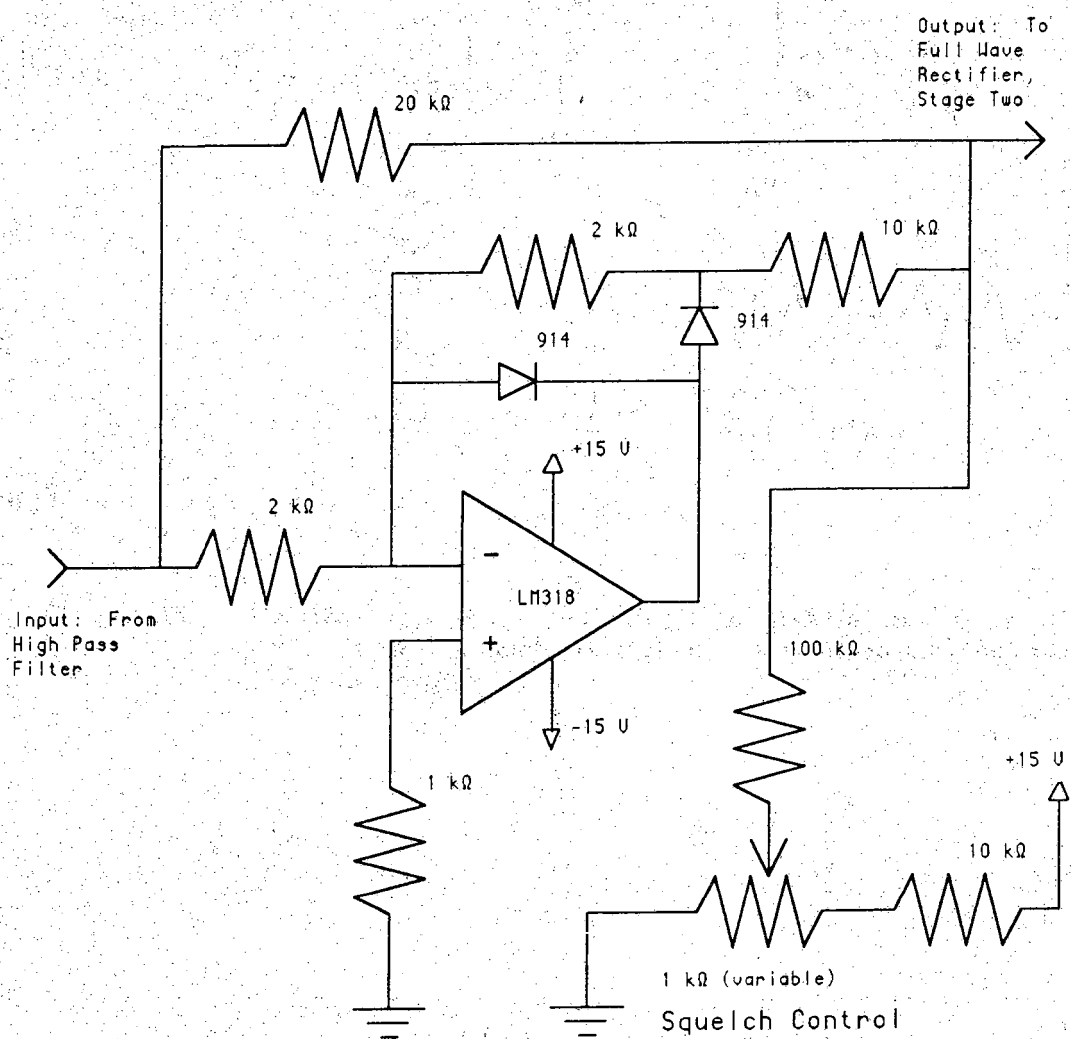 Output: To
Full Wave
Rectifier,
Stage Two
20 kΩ
2 kΩ
10 kΩ
914
914
+15 V
2 kΩ
-
LM318
+
Input: From
High Pass
Filter
-15 V
100 kΩ
1 kΩ
+15 V
10 kΩ
1 kΩ (variable)
Squelch Control